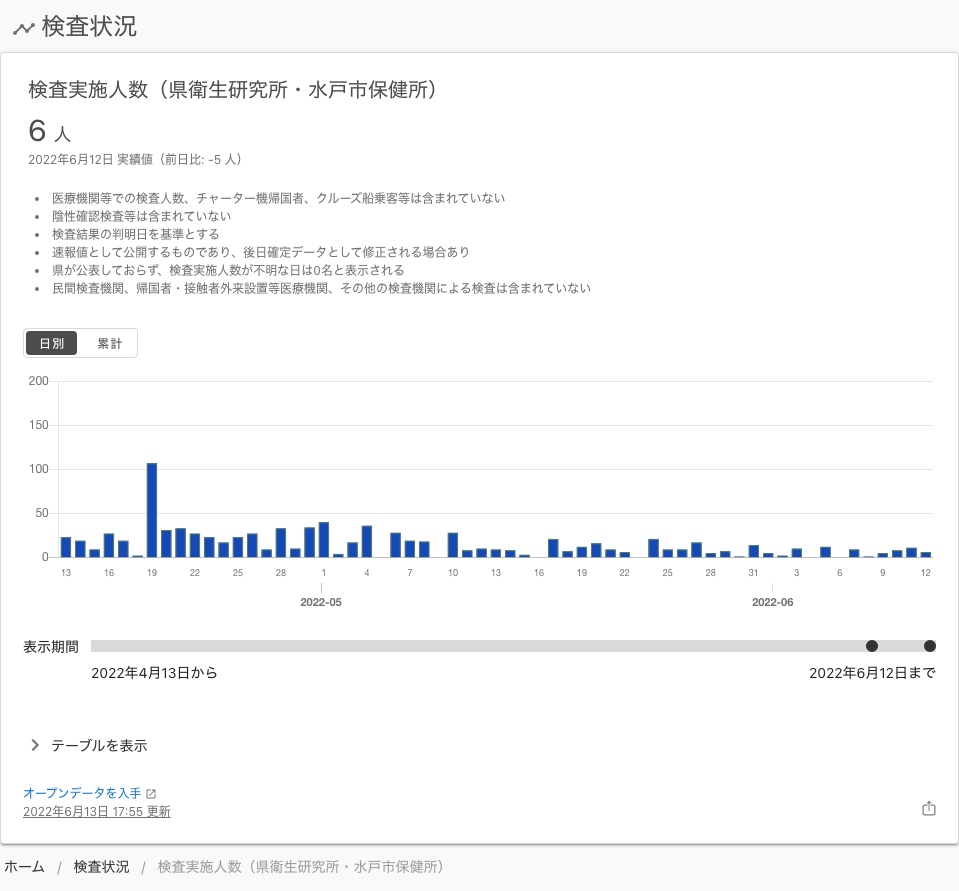 検査状況
検査実施人数（県衛生研究所・水戸市保健所）
6 人
2022年6月12日 実績値（前日比: -5 人）
医療機関等での検査人数、チャーター機帰国者、クルーズ船乗客等は含まれていない
陰性確認検査等は含まれていない
検査結果の判明日を基準とする
速報値として公開するものであり、後日確定データとして修正される場合あり
県が公表しておらず、検査実施人数が不明な日は0名と表示される
民間検査機関、帰国者・接触者外来設置等医療機関、その他の検査機関による検査は含まれていない
日別 累計
200
150
100
50
0
13 16 19 22 25 28 1 4 7 10 13 16 19 22 25 28 31 3 6 9 12
2022-05 2022-06
表示期間
2022年4月13日から 2022年6月12日まで
テーブルを表示
オープンデータを入手
2022年6月13日 17:55 更新
ホーム / 検査状況 / 検査実施人数（県衛生研究所・水戸市保健所）